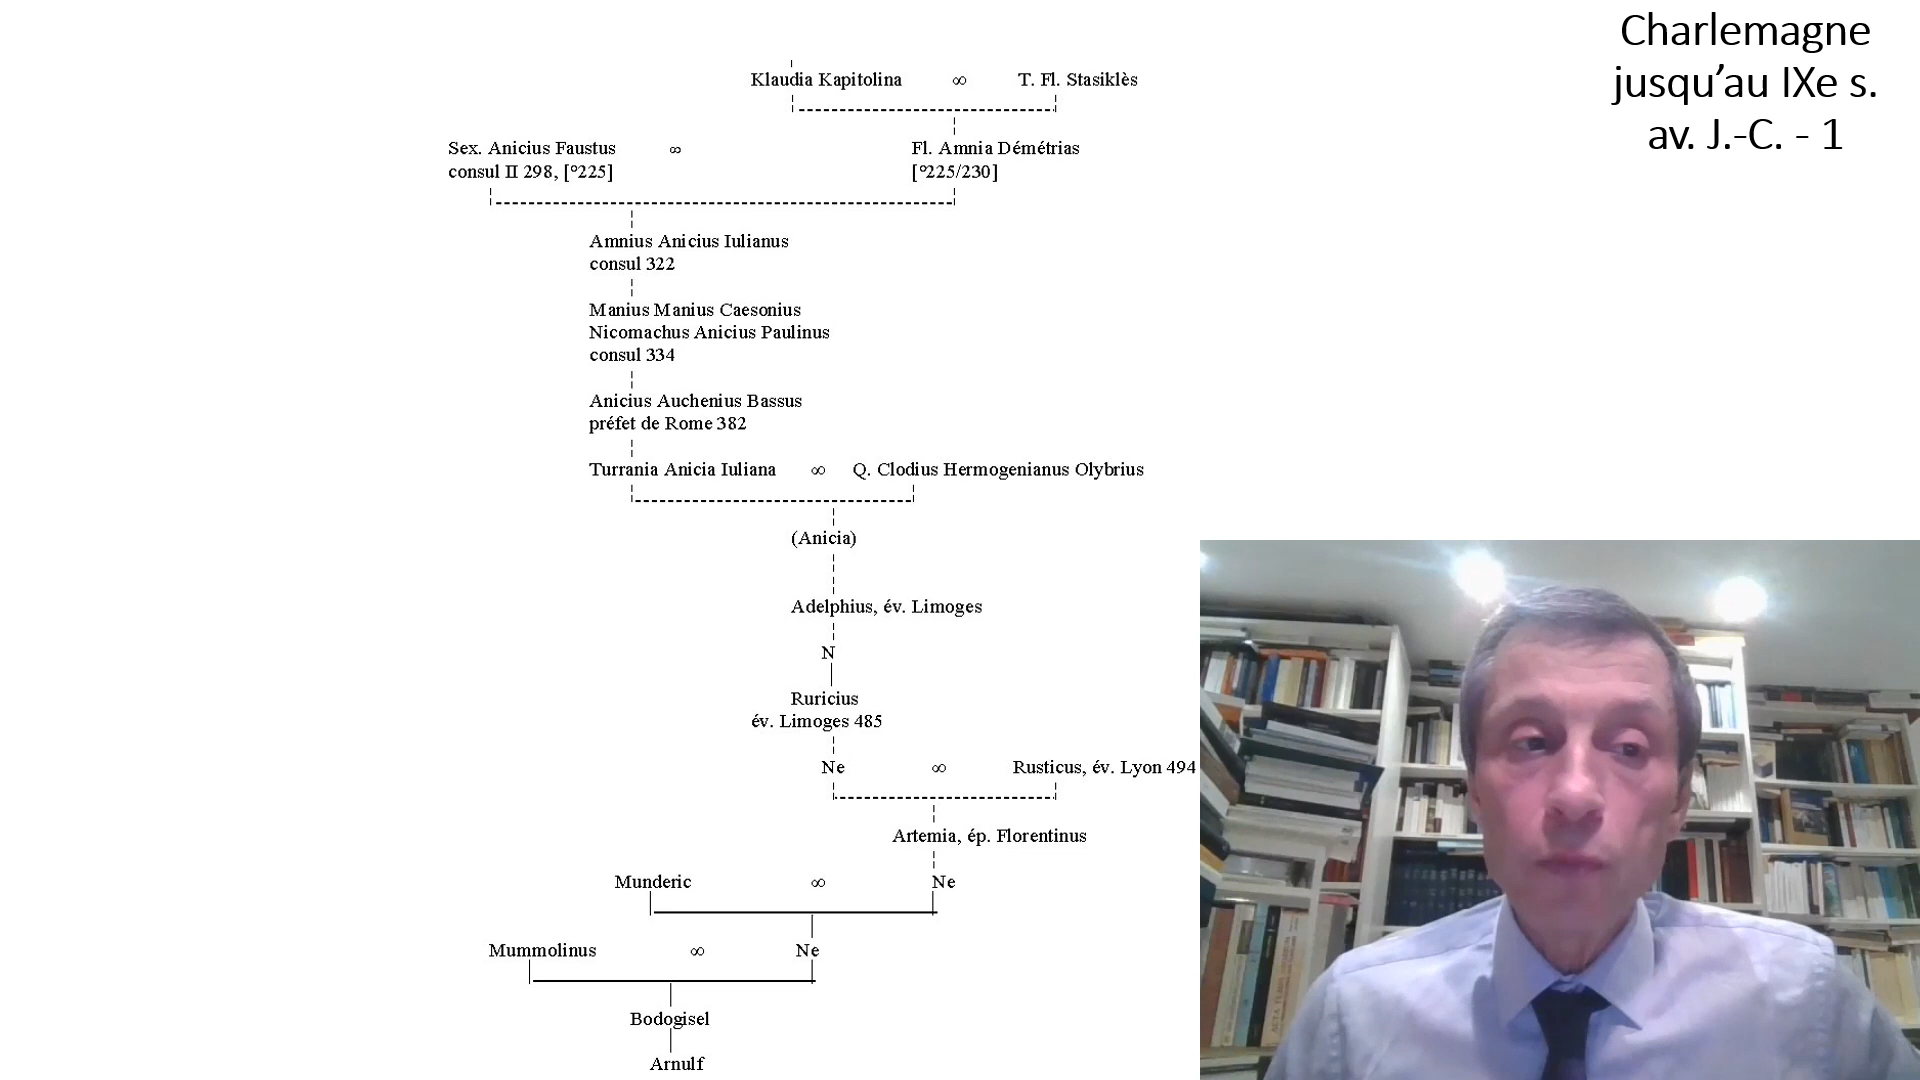 Charlemagne
jusqu’au IXe s.
av. J.-C. - 1
Klaudia Kapitolina ∞ T. Fl. Stasiklès
Sex. Anicius Faustus ∞ Fl. Amnia Démétrias
consul II 298, [°225] [°225/230]
Amnius Anicius Iulianus
consul 322
Manius Manius Caesonius
Nicomachus Anicius Paulinus
consul 334
Anicius Auchenius Bassus
préfet de Rome 382
Turrania Anicia Iuliana ∞ Q. Clodius Hermogenianus Olybrius
(Anicia)
Adelphius, év. Limoges
N
Ruricius
év. Limoges 485
Ne ∞ Rusticus, év. Lyon 494
Artemia, ép. Florentinus
Munderic ∞ Ne
Mummolinus ∞ Ne
Bodogisel
Arnulf